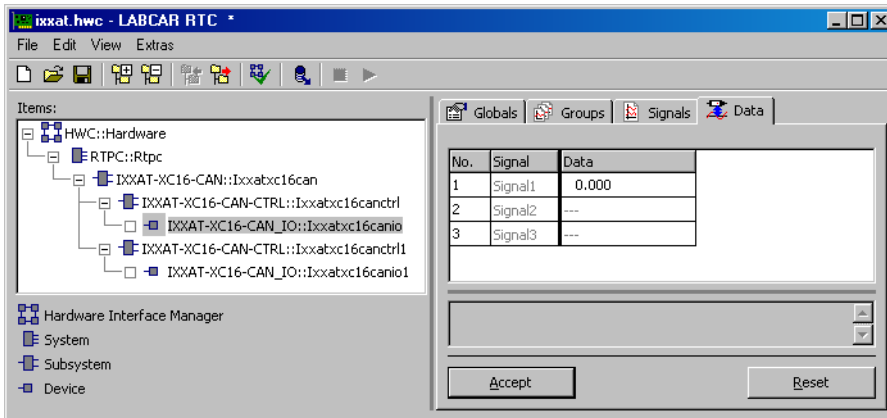 ixxat.hwc - LABCAR RTC *
File Edit View Extras
Items:
HWC::Hardware
RTPC::Rtpc
IXXAT-XC16-CAN::Ixxatxc16can
IXXAT-XC16-CAN-CTRL::Ixxatxc16canctrl
IXXAT-XC16-CAN_IO::Ixxatxc16canio
IXXAT-XC16-CAN-CTRL::Ixxatxc16canctrl1
IXXAT-XC16-CAN_IO::Ixxatxc16canio1
Hardware Interface Manager
System
Subsystem
Device
Globals Groups Signals Data
No. Signal Data
1 Signal1 0.000
2 Signal2 ---
3 Signal3 ---
Accept Reset